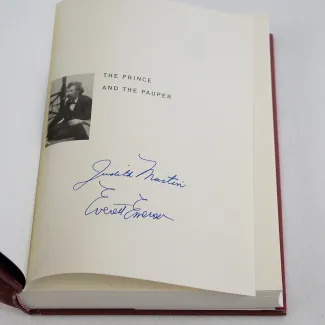 THE PRINCE
AND THE PAUPER
Judith Martin
Everett Emerson